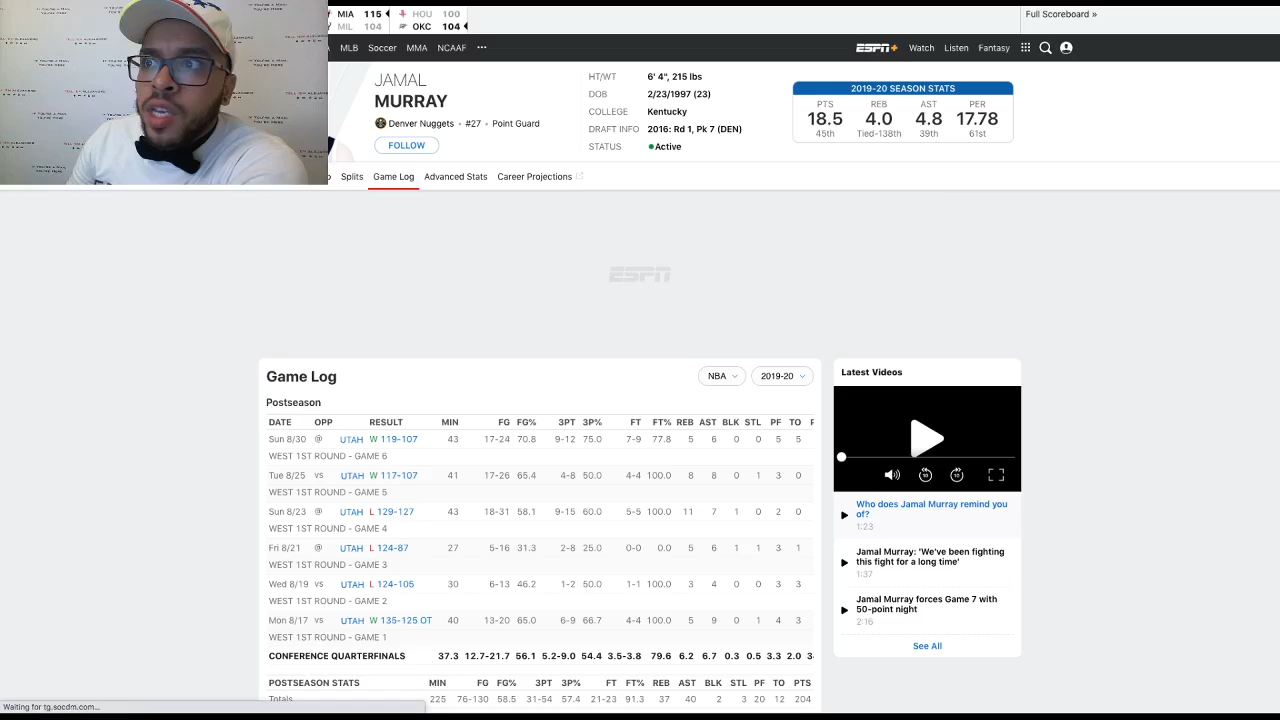 MIA 115 HOU 100
MIL 104 OKC 104
Full Scoreboard »
MLB Soccer MMA NCAAF ••• ESPN+ Watch Listen Fantasy
JAMAL
MURRAY
Denver Nuggets • #27 • Point Guard
FOLLOW
HT/WT 6' 4", 215 lbs
DOB 2/23/1997 (23)
COLLEGE Kentucky
DRAFT INFO 2016: Rd 1, Pk 7 (DEN)
STATUS Active
2019-20 SEASON STATS
PTS REB AST PER
18.5 4.0 4.8 17.78
45th Tied-138th 39th 61st
Splits Game Log Advanced Stats Career Projections
ESPN
Game Log NBA 2019-20
Postseason
DATE OPP RESULT MIN FG FG% 3PT 3P% FT FT% REB AST BLK STL PF TO
Sun 8/30 @ UTAH W 119-107 43 17-24 70.8 9-12 75.0 7-9 77.8 5 6 0 0 5 5
WEST 1ST ROUND - GAME 6
Tue 8/25 vs UTAH W 117-107 41 17-26 65.4 4-8 50.0 4-4 100.0 8 8 0 1 3 0
WEST 1ST ROUND - GAME 5
Sun 8/23 @ UTAH L 129-127 43 18-31 58.1 9-15 60.0 5-5 100.0 11 7 1 0 2 0
WEST 1ST ROUND - GAME 4
Fri 8/21 @ UTAH L 124-87 27 5-16 31.3 2-8 25.0 0-0 0.0 5 6 1 1 3 1
WEST 1ST ROUND - GAME 3
Wed 8/19 vs UTAH L 124-105 30 6-13 46.2 1-2 50.0 1-1 100.0 3 4 0 0 3 3
WEST 1ST ROUND - GAME 2
Mon 8/17 vs UTAH W 135-125 OT 40 13-20 65.0 6-9 66.7 4-4 100.0 5 9 0 1 4 3
WEST 1ST ROUND - GAME 1
CONFERENCE QUARTERFINALS 37.3 12.7-21.7 56.1 5.2-9.0 54.4 3.5-3.8 79.6 6.2 6.7 0.3 0.5 3.3 2.0
POSTSEASON STATS MIN FG FG% 3PT 3P% FT FT% REB AST BLK STL PF TO PTS
Totals 225 76-130 58.5 31-54 57.4 21-23 91.3 37 40 2 3 20 12 204
Latest Videos
Who does Jamal Murray remind you
of?
1:23
Jamal Murray: 'We've been fighting
this fight for a long time'
1:37
Jamal Murray forces Game 7 with
50-point night
2:16
See All
Waiting for tg.socdm.com...